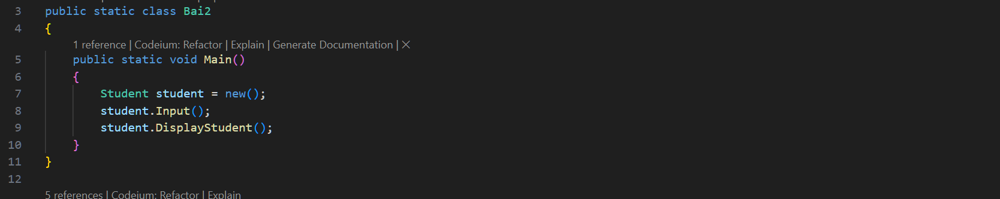 3 public static class Bai2
4 {
1 reference | Codeium: Refactor | Explain | Generate Documentation | ×
5 public static void Main()
6 {
7 Student student = new();
8 student.Input();
9 student.DisplayStudent();
10 }
11 }
12
5 references | Codeium: Refactor | Explain